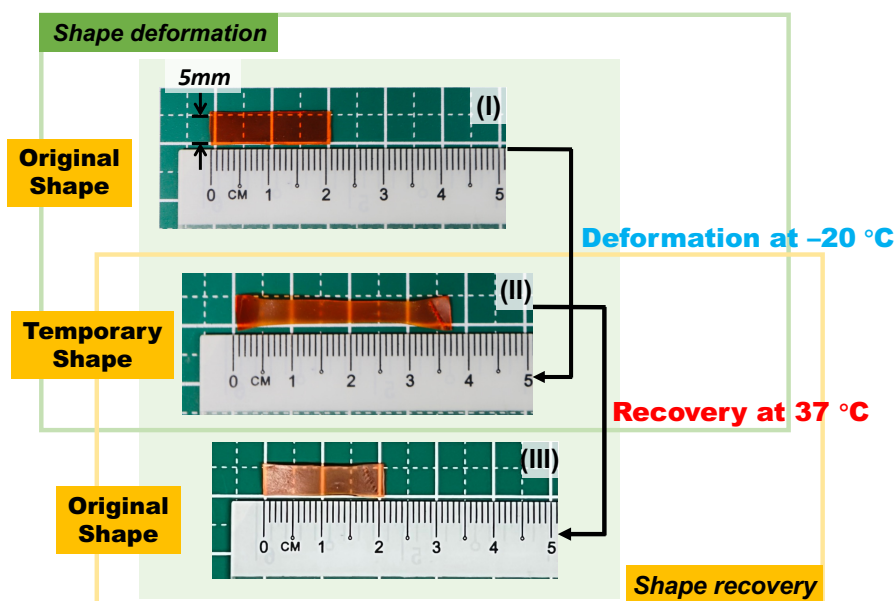 Shape deformation
5mm
(I)
Original
Shape
0 CM 1 2 3 4 5
Deformation at –20 °C
(II)
Temporary
Shape
0 CM 1 2 3 4 5
Recovery at 37 °C
(III)
Original
Shape
0 CM 1 2 3 4 5
Shape recovery